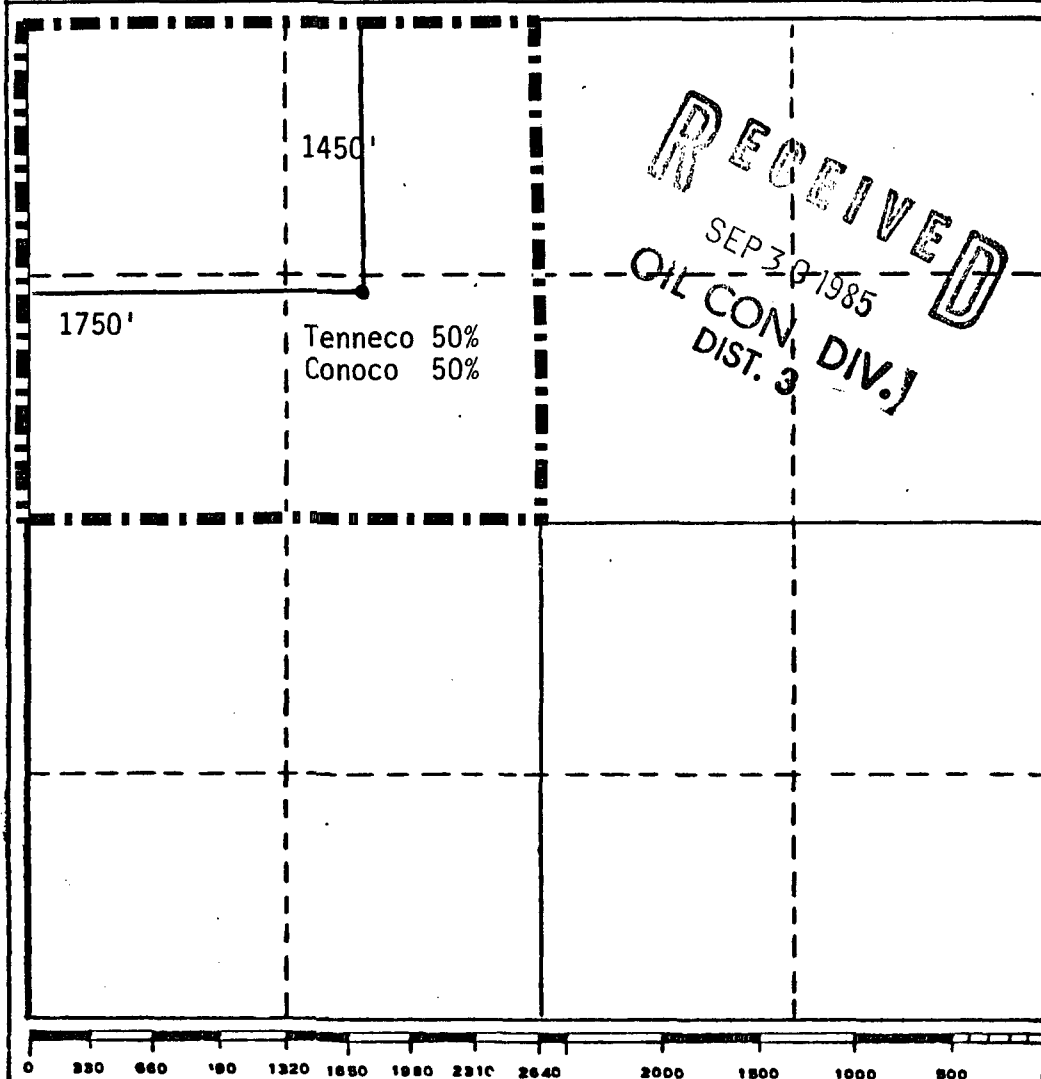 1450'
RECEIVED
SEP 30 1985
OIL CON. DIV.
DIST. 3
1750'
Tenneco 50%
Conoco 50%
0 330 660 '90 1320 1650 1980 2310 2640 2000 1500 1000 500